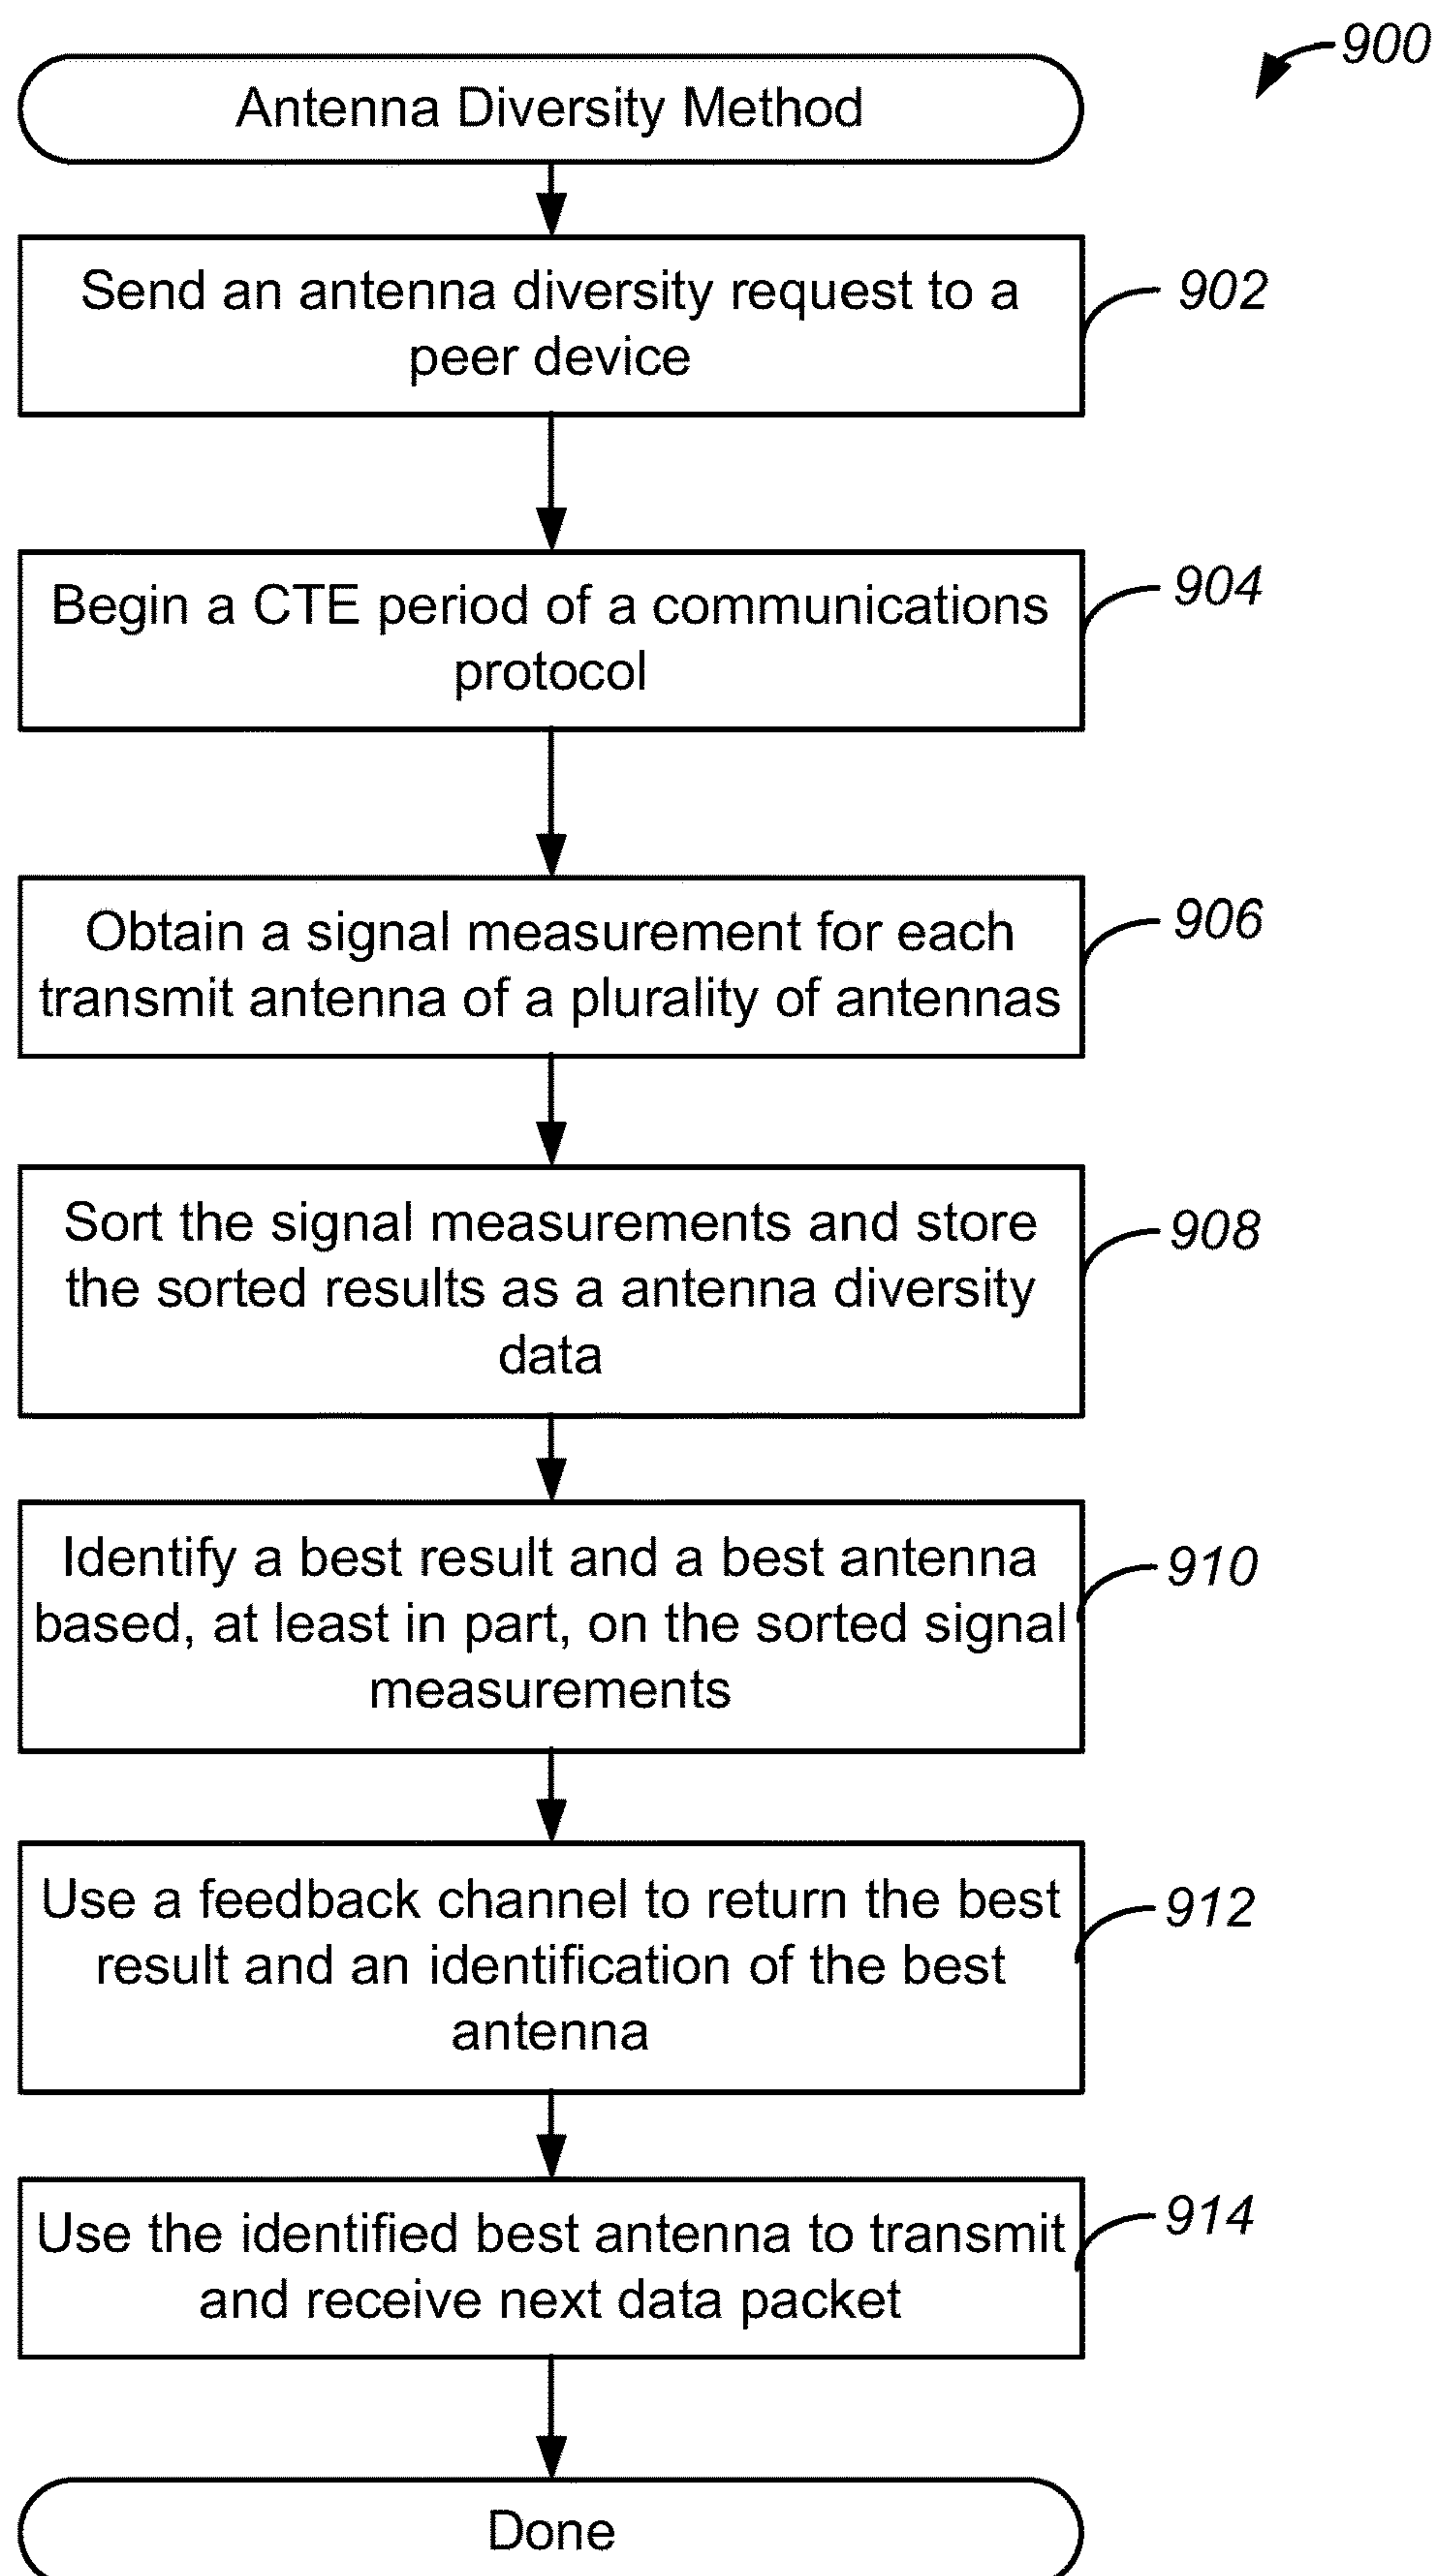 900
Antenna Diversity Method
Send an antenna diversity request to a
peer device
902
Begin a CTE period of a communications
protocol
904
Obtain a signal measurement for each
transmit antenna of a plurality of antennas
906
Sort the signal measurements and store
the sorted results as a antenna diversity
data
908
Identify a best result and a best antenna
based, at least in part, on the sorted signal
measurements
910
Use a feedback channel to return the best
result and an identification of the best
antenna
912
Use the identified best antenna to transmit
and receive next data packet
914
Done